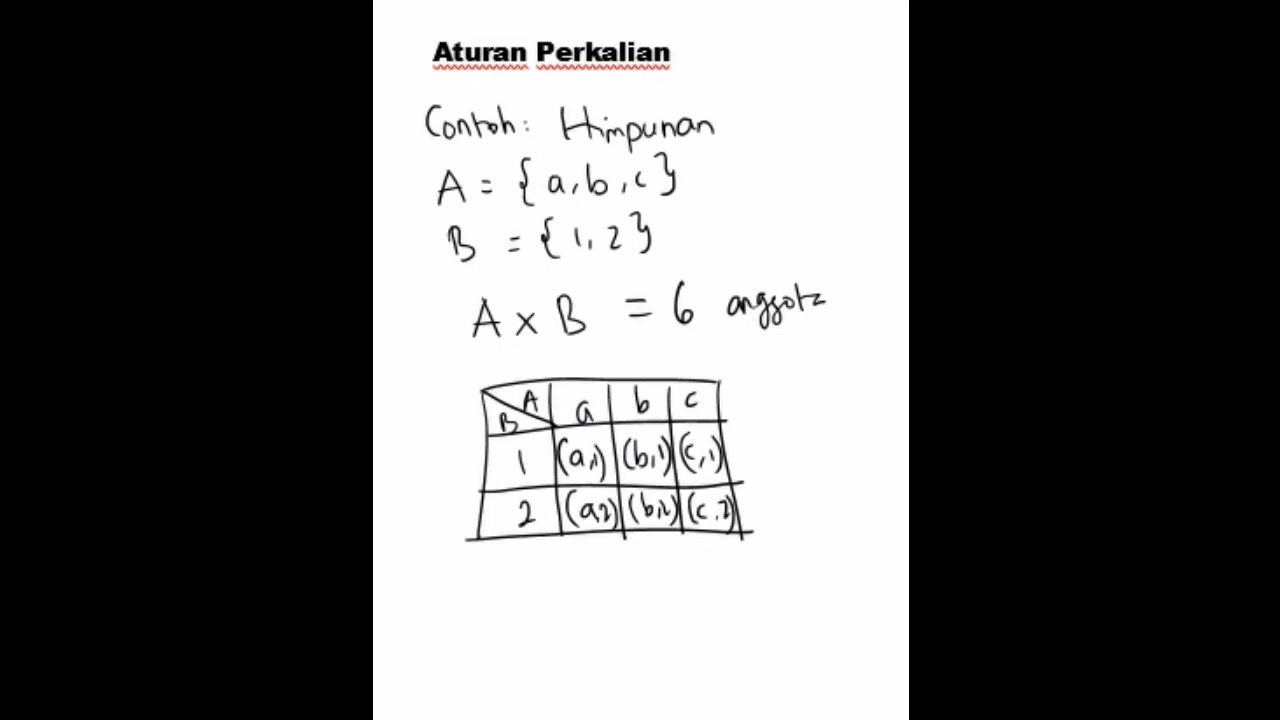 Aturan Perkalian
Contoh: Himpunan
A = {a, b, c}
B = {1, 2}
A x B = 6 anggota
B A a b c
1 (a,1) (b,1) (c,1)
2 (a,2) (b,2) (c,2)